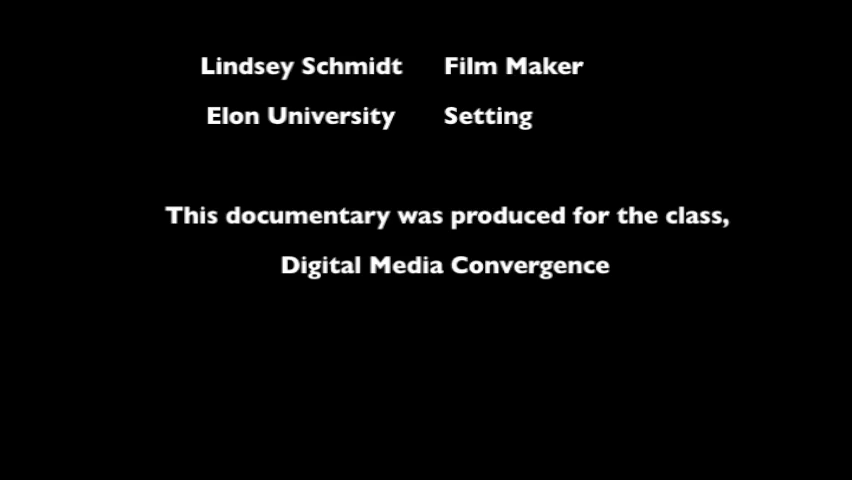 Lindsey Schmidt Film Maker
Elon University Setting
This documentary was produced for the class,
Digital Media Convergence